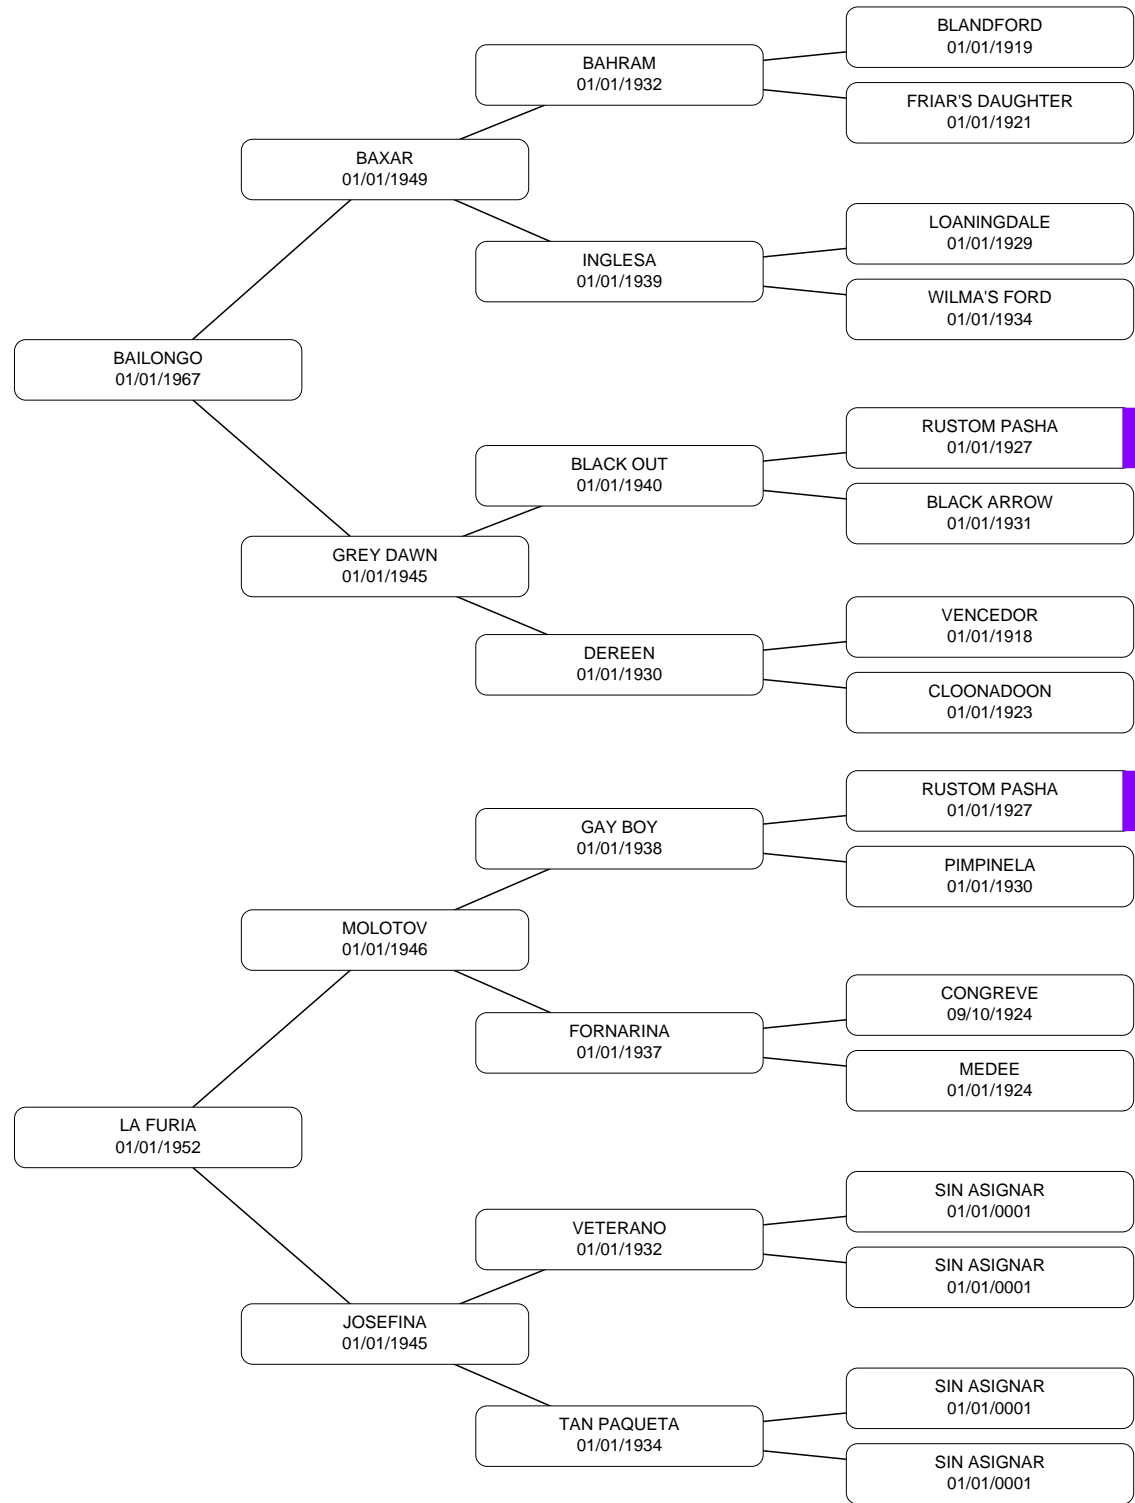 BLANDFORD
01/01/1919
BAHRAM
01/01/1932
FRIAR'S DAUGHTER
01/01/1921
BAXAR
01/01/1949
LOANINGDALE
01/01/1929
INGLESA
01/01/1939
WILMA'S FORD
01/01/1934
BAILONGO
01/01/1967
RUSTOM PASHA
01/01/1927
BLACK OUT
01/01/1940
BLACK ARROW
01/01/1931
GREY DAWN
01/01/1945
VENCEDOR
01/01/1918
DEREEN
01/01/1930
CLOONADOON
01/01/1923
RUSTOM PASHA
01/01/1927
GAY BOY
01/01/1938
PIMPINELA
01/01/1930
MOLOTOV
01/01/1946
CONGREVE
09/10/1924
FORNARINA
01/01/1937
MEDEE
01/01/1924
LA FURIA
01/01/1952
SIN ASIGNAR
01/01/0001
VETERANO
01/01/1932
SIN ASIGNAR
01/01/0001
JOSEFINA
01/01/1945
SIN ASIGNAR
01/01/0001
TAN PAQUETA
01/01/1934
SIN ASIGNAR
01/01/0001